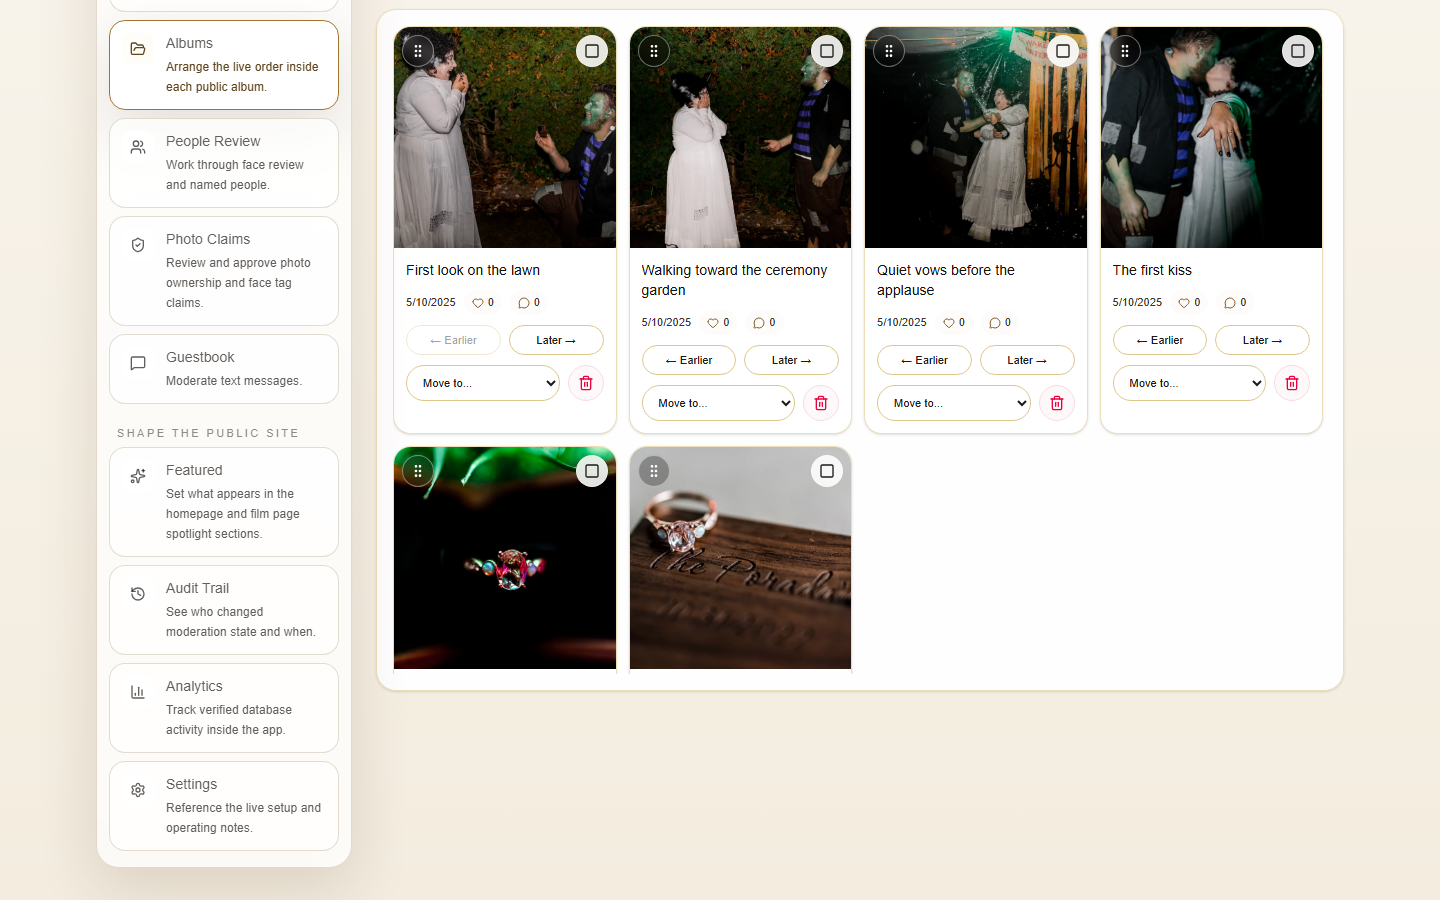 Albums
Arrange the live order inside
each public album.
People Review
Work through face review
and named people.
Photo Claims
Review and approve photo
ownership and face tag
claims.
Guestbook
Moderate text messages.
SHAPE THE PUBLIC SITE
Featured
Set what appears in the
homepage and film page
spotlight sections.
Audit Trail
See who changed
moderation state and when.
Analytics
Track verified database
activity inside the app.
Settings
Reference the live setup and
operating notes.
First look on the lawn
5/10/2025 0 0
← Earlier Later →
Move to...
Walking toward the ceremony
garden
5/10/2025 0 0
← Earlier Later →
Move to...
Quiet vows before the
applause
5/10/2025 0 0
← Earlier Later →
Move to...
The first kiss
5/10/2025 0 0
← Earlier Later →
Move to...
The